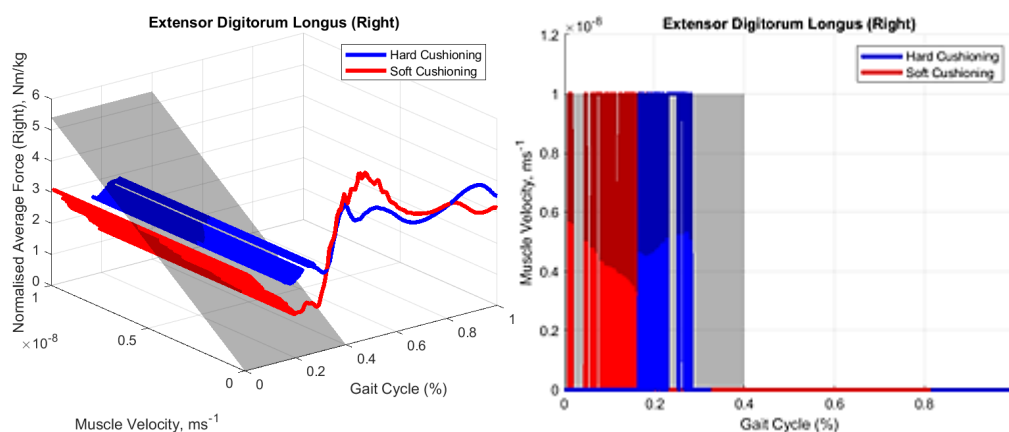 Extensor Digitorum Longus (Right)
Hard Cushioning
Soft Cushioning
Normalised Average Force (Right), Nm/kg
6
5
4
3
2
1
0
1
×10⁻⁸
0.5
0
0
0.2
0.4
0.6
0.8
1
Gait Cycle (%)
Muscle Velocity, ms⁻¹
Extensor Digitorum Longus (Right)
×10⁻⁸
Hard Cushioning
Soft Cushioning
Muscle Velocity, ms⁻¹
1.2
1
0.8
0.6
0.4
0.2
0
0
0.2
0.4
0.6
0.8
Gait Cycle (%)